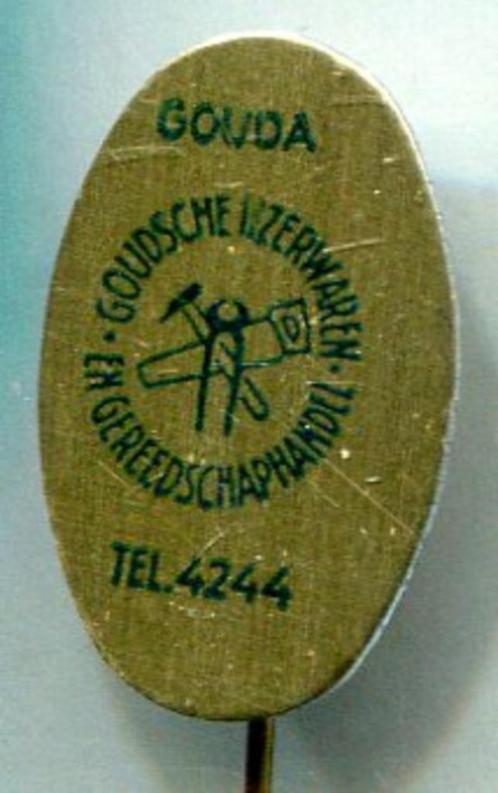 GOUDA
GOUDSCHE IJZERWAREN
• EN GEREEDSCHAPHANDEL •
D
TEL. 4244